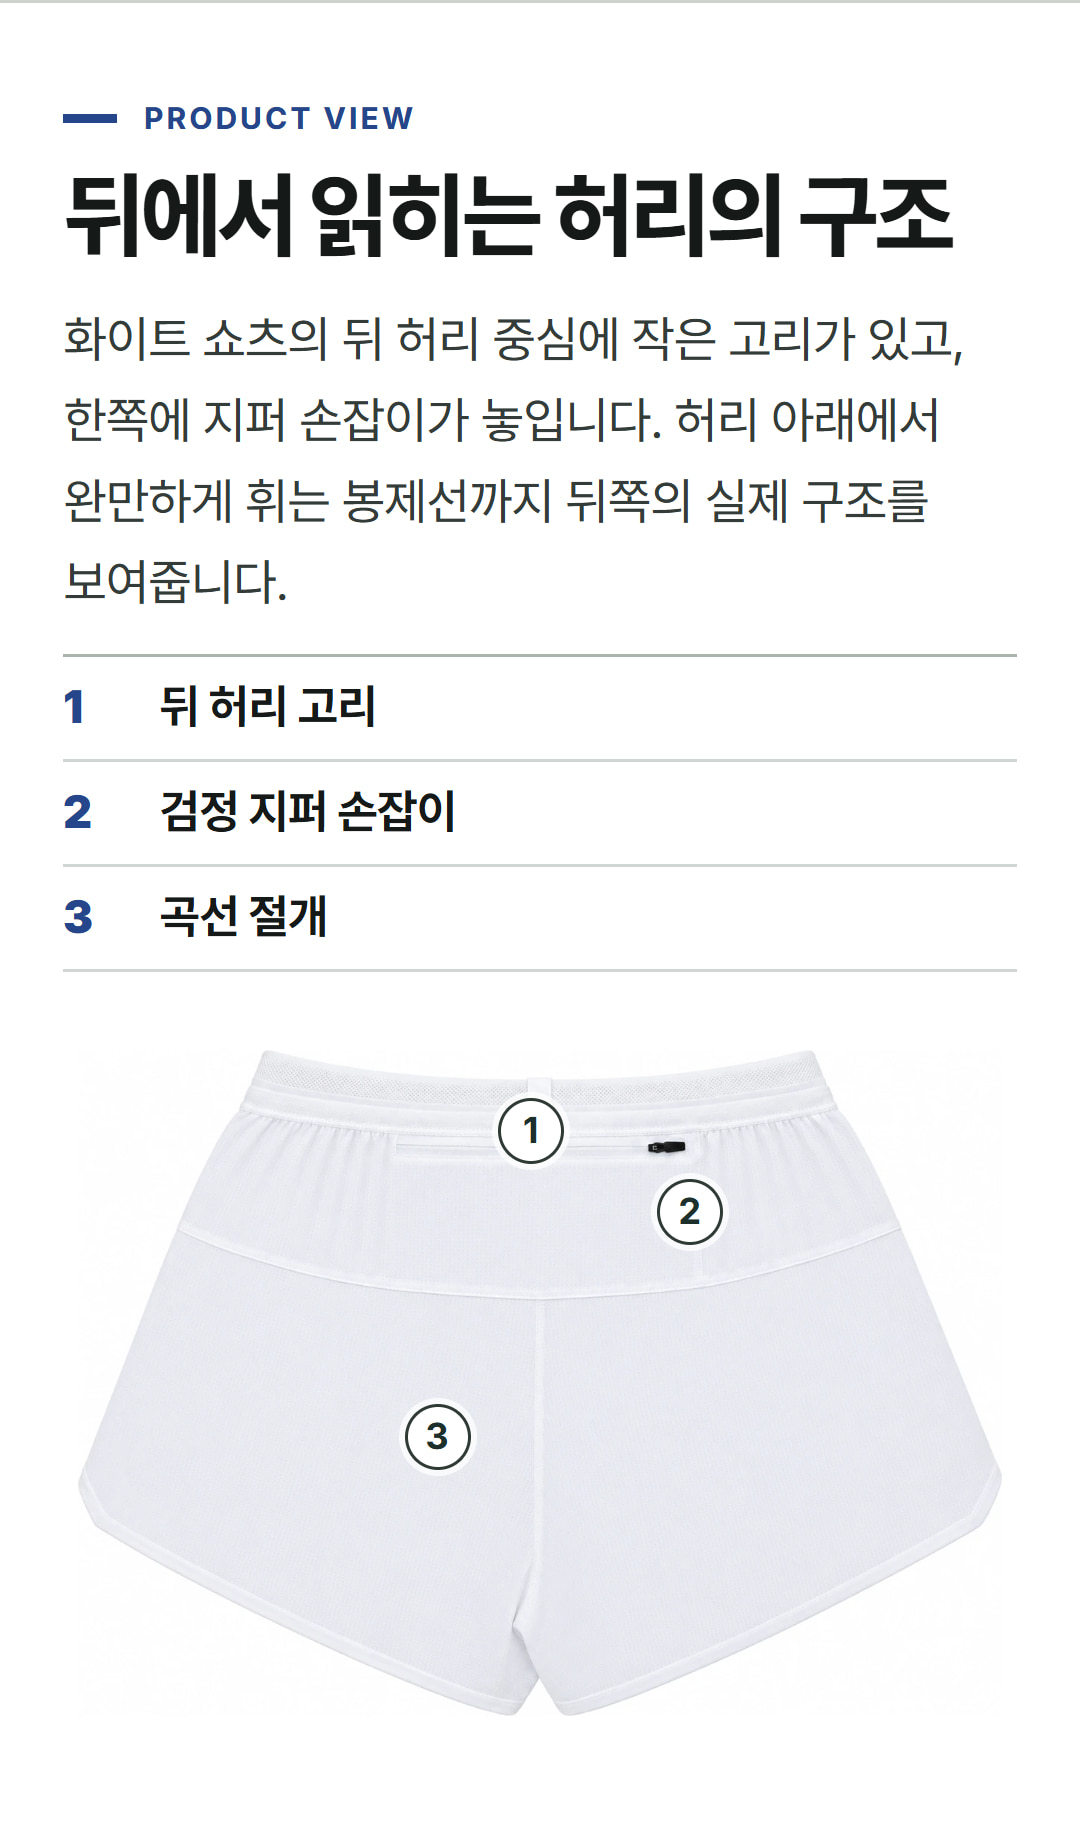 PRODUCT VIEW
뒤에서 읽히는 허리의 구조
화이트 쇼츠의 뒤 허리 중심에 작은 고리가 있고,
한쪽에 지퍼 손잡이가 놓입니다. 허리 아래에서
완만하게 휘는 봉제선까지 뒤쪽의 실제 구조를
보여줍니다.
1 뒤 허리 고리
2 검정 지퍼 손잡이
3 곡선 절개
1
2
3